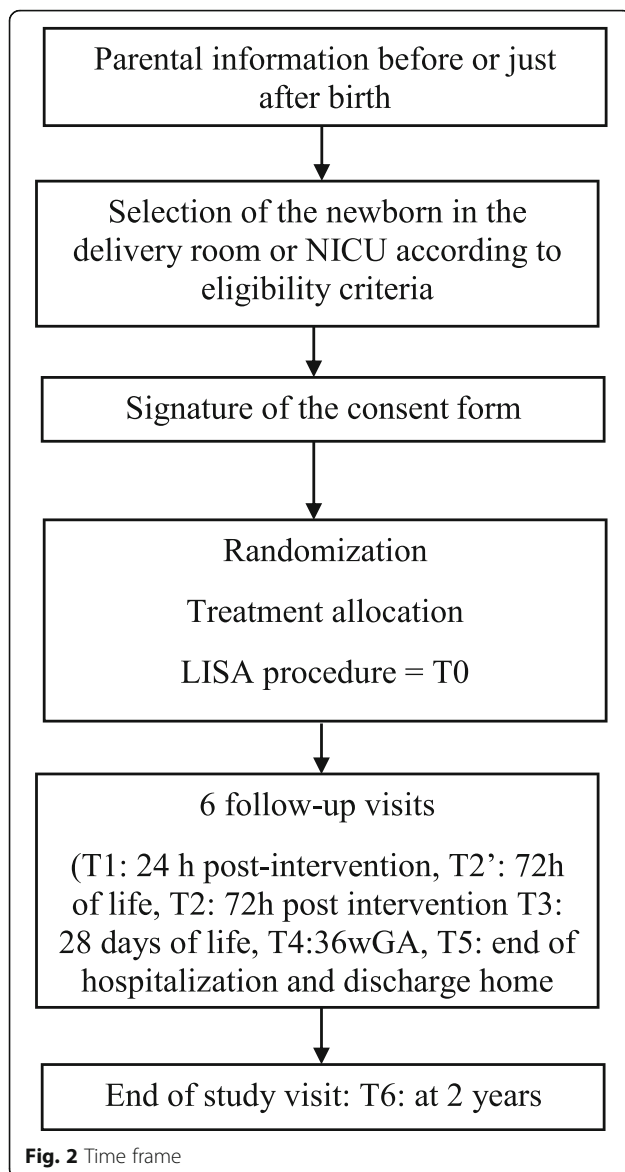 Parental information before or just
after birth
Selection of the newborn in the
delivery room or NICU according to
eligibility criteria
Signature of the consent form
Randomization
Treatment allocation
LISA procedure = T0
6 follow-up visits
(T1: 24 h post-intervention, T2’: 72h
of life, T2: 72h post intervention T3:
28 days of life, T4:36wGA, T5: end of
hospitalization and discharge home
End of study visit: T6: at 2 years
Fig. 2 Time frame